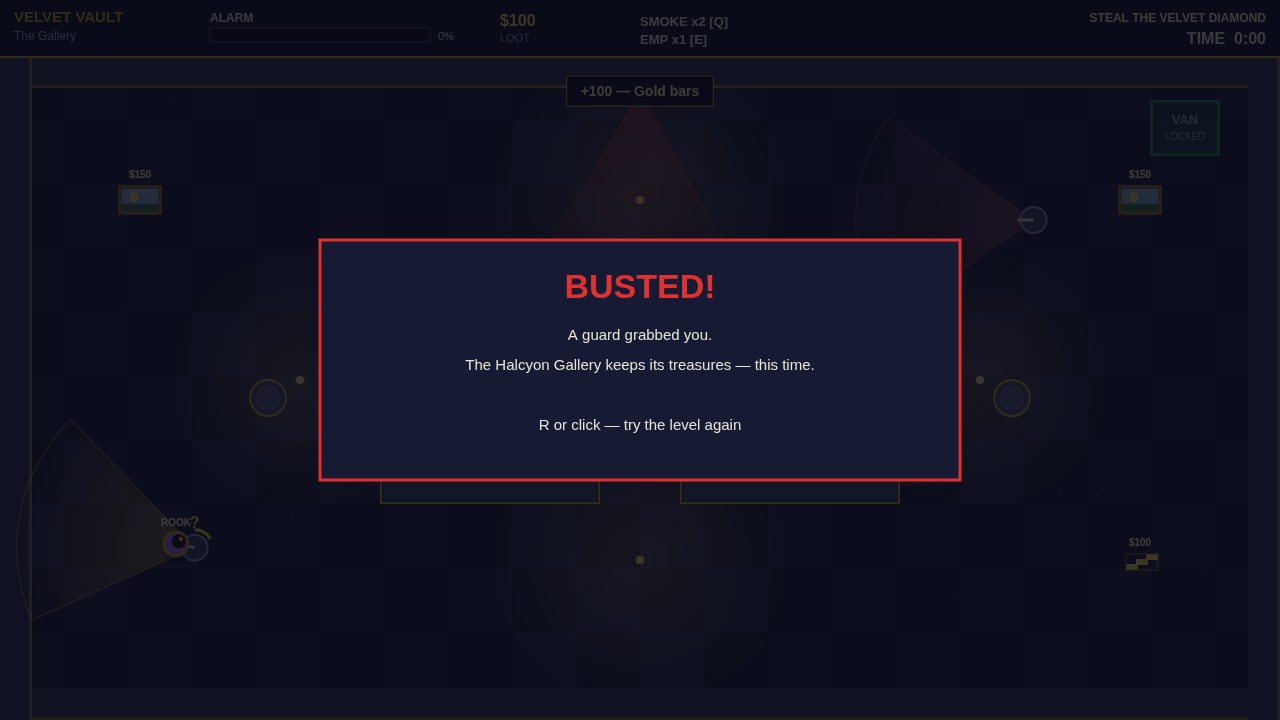 VELVET VAULT
The Gallery
ALARM
0%
$100
LOOT
SMOKE x2 [Q]
EMP x1 [E]
STEAL THE VELVET DIAMOND
TIME 0:00
+100 — Gold bars
VAN
LOCKED
$150
$150
BUSTED!
A guard grabbed you.
The Halcyon Gallery keeps its treasures — this time.
R or click — try the level again
ROOK
?
$100